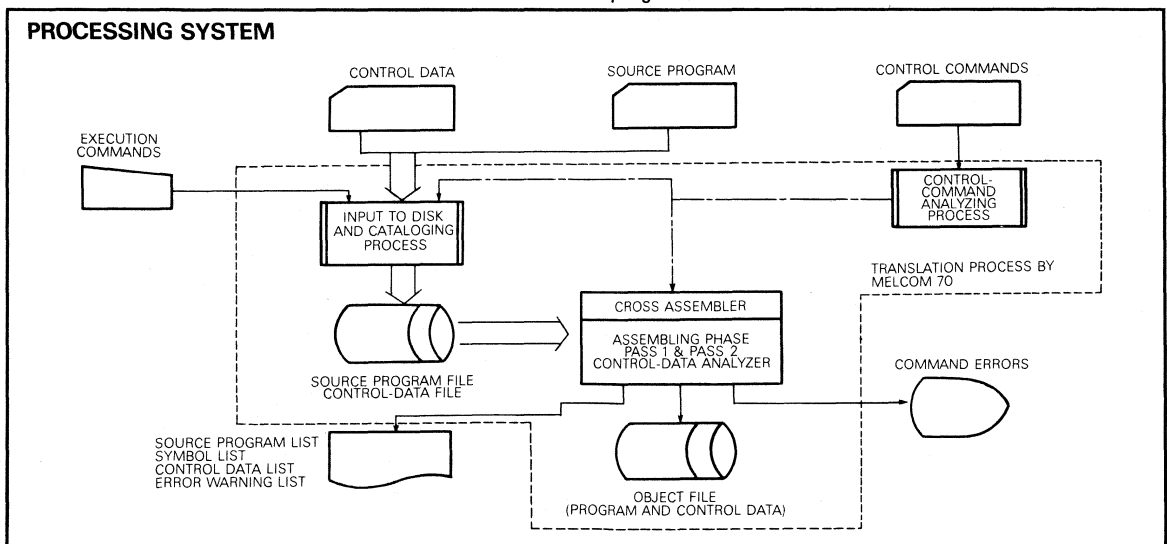 PROCESSING SYSTEM
CONTROL DATA
SOURCE PROGRAM
CONTROL COMMANDS
EXECUTION
COMMANDS
CONTROL-
COMMAND
ANALYZING
PROCESS
INPUT TO DISK
AND CATALOGING
PROCESS
TRANSLATION PROCESS BY
MELCOM 70
CROSS ASSEMBLER
ASSEMBLING PHASE
PASS 1 & PASS 2
CONTROL-DATA ANALYZER
SOURCE PROGRAM FILE
CONTROL-DATA FILE
COMMAND ERRORS
SOURCE PROGRAM LIST
SYMBOL LIST
CONTROL DATA LIST
ERROR WARNING LIST
OBJECT FILE
(PROGRAM AND CONTROL DATA)